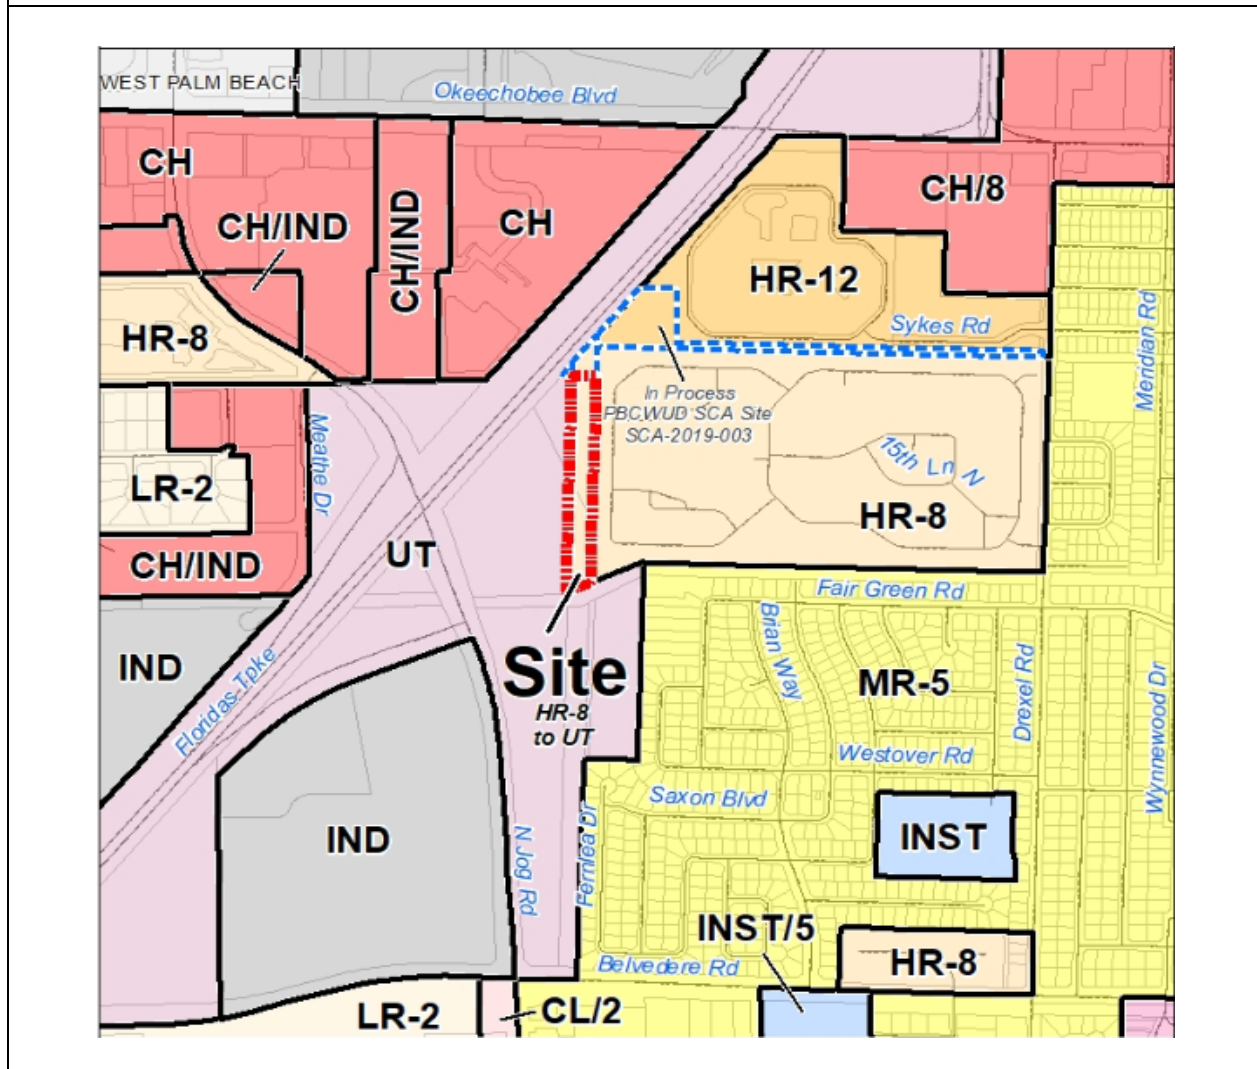 WEST PALM BEACH
Okeechobee Blvd
CH
CH/IND
CH/IND
CH
CH/8
HR-12
Sykes Rd
Meridian Rd
HR-8
In Process
PBCWUD SCA Site
SCA-2019-003
15th Ln N
HR-8
LR-2
Meathe Dr
CH/IND
UT
Fair Green Rd
Site
HR-8
to UT
IND
Floridas Tpke
Brian Way
MR-5
Drexel Rd
Wynnewood Dr
Westover Rd
Saxon Blvd
IND
N Jog Rd
Fernlea Dr
INST
INST/5
HR-8
Belvedere Rd
LR-2
CL/2